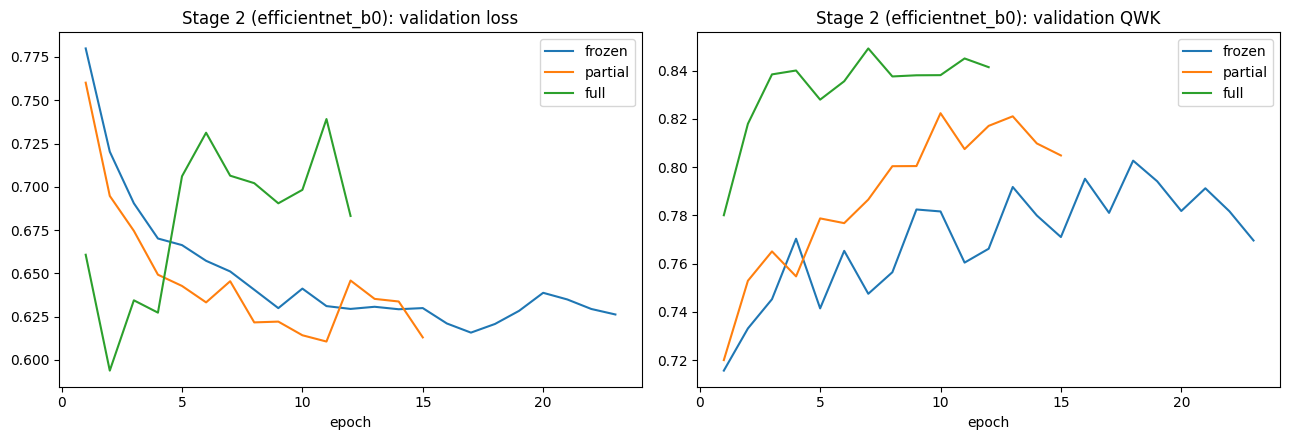 Stage 2 (efficientnet_b0): validation loss
0.775
0.750
0.725
0.700
0.675
0.650
0.625
0.600
0
5
10
15
20
epoch
frozen
partial
full
Stage 2 (efficientnet_b0): validation QWK
0.84
0.82
0.80
0.78
0.76
0.74
0.72
0
5
10
15
20
epoch
frozen
partial
full